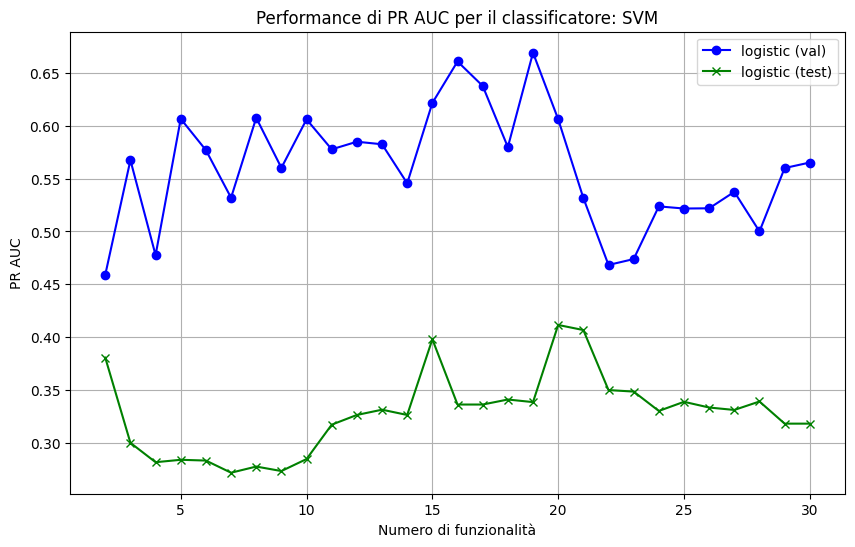 Performance di PR AUC per il classificatore: SVM
logistic (val)
logistic (test)
PR AUC
0.65
0.60
0.55
0.50
0.45
0.40
0.35
0.30
5 10 15 20 25 30
Numero di funzionalità